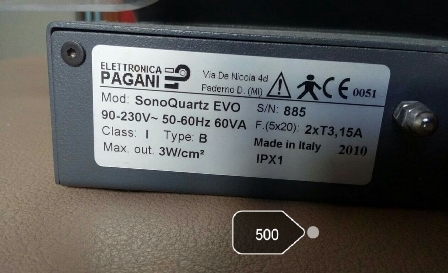 ELETTRONICA
PAGANI
Via De Nicola 4d
Paderno D. (MI)
CE 0051
Mod: SonoQuartz EVO S/N: 885
90-230V~ 50-60Hz 60VA F.(5x20): 2xT3,15A
Class: I Type: B Made in Italy 2010
Max. out. 3W/cm² IPX1
500